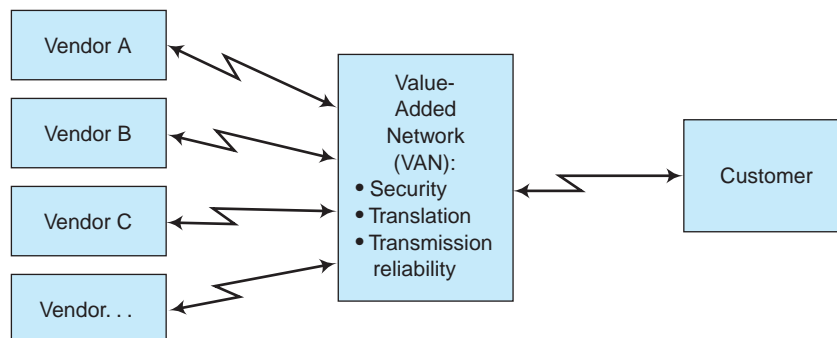 Vendor A
Vendor B
Vendor C
Vendor. . .
Value-
Added
Network
(VAN):
• Security
• Translation
• Transmission
reliability
Customer